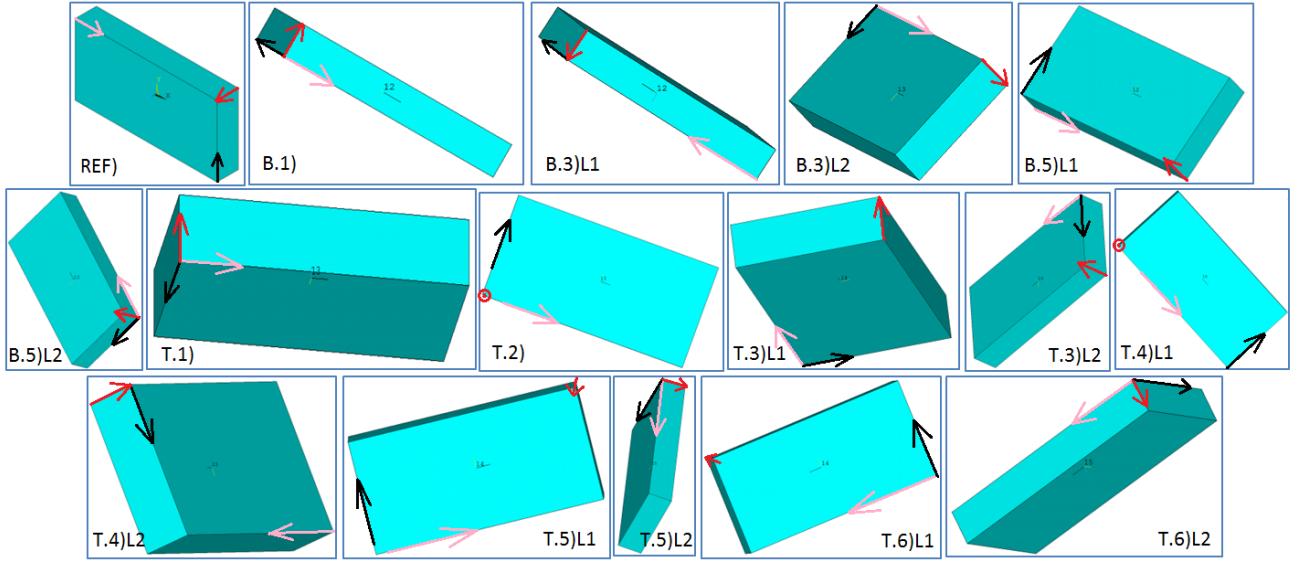 REF)
B.1)
B.3)L1
B.3)L2
B.5)L1
B.5)L2
T.1)
T.2)
T.3)L1
T.3)L2
T.4)L1
T.4)L2
T.5)L1
T.5)L2
T.6)L1
T.6)L2